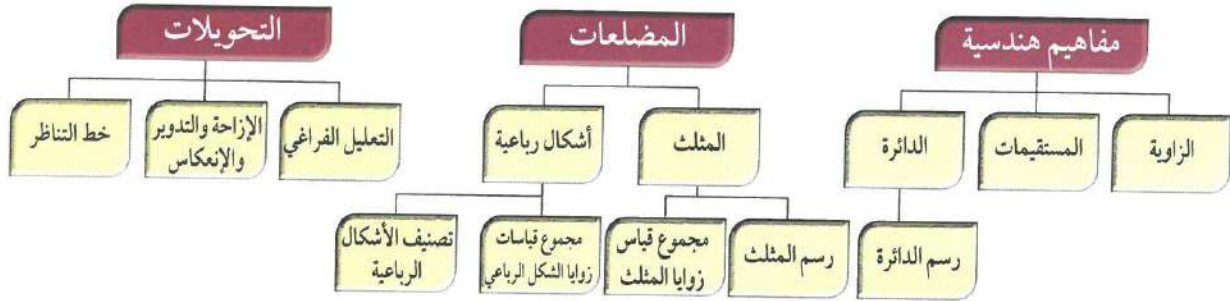 مفاهيم هندسية
المضلعات
التحويلات
الزاوية
المستقيمات
الدائرة
المثلث
أشكال رباعية
التعليل الفراغي
الإزاحة والتدوير
والإنعكاس
خط التناظر
رسم الدائرة
رسم المثلث
مجموع قياس
زوايا المثلث
مجموع قياسات
زوايا الشكل الرباعي
تصنيف الأشكال
الرباعية